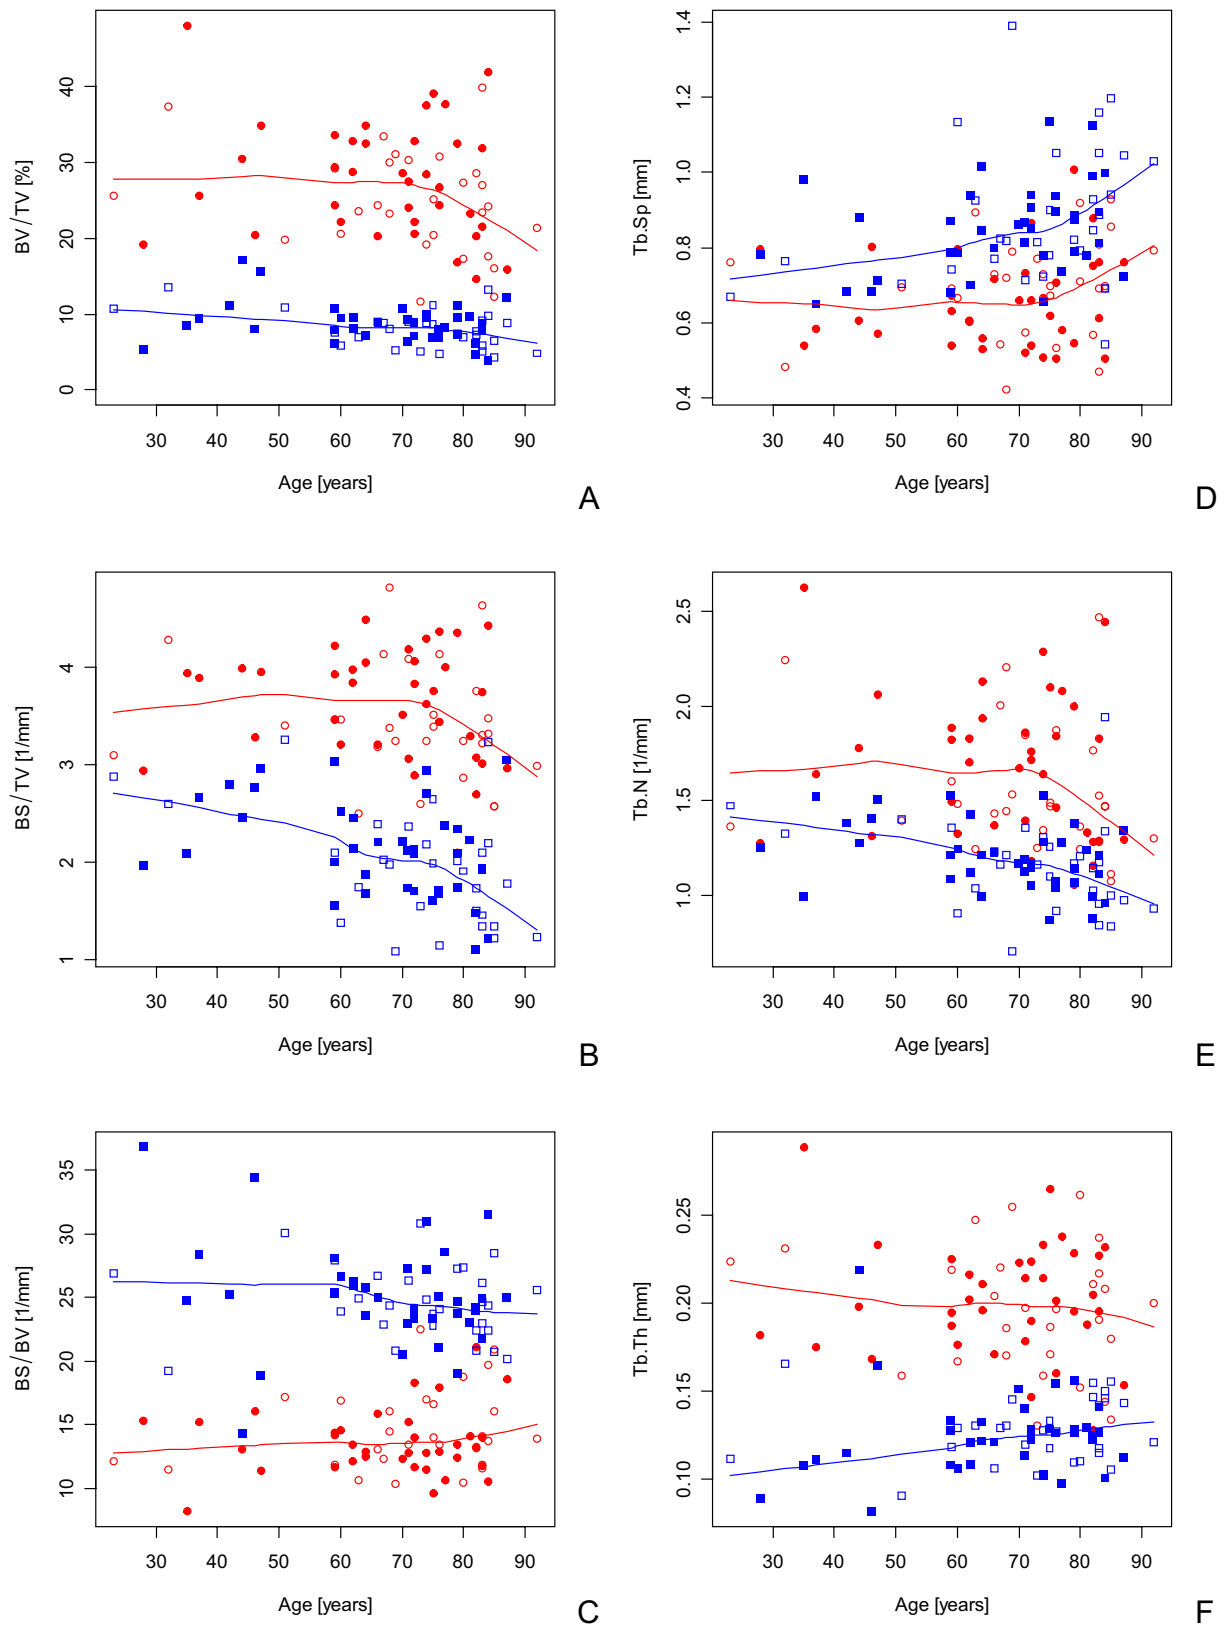 BV/TV [%]
0 10 20 30 40
30 40 50 60 70 80 90
Age [years]
A
Tb.Sp [mm]
0.4 0.6 0.8 1.0 1.2 1.4
30 40 50 60 70 80 90
Age [years]
D
BS/TV [1/mm]
1 2 3 4
30 40 50 60 70 80 90
Age [years]
B
Tb.N [1/mm]
1.0 1.5 2.0 2.5
30 40 50 60 70 80 90
Age [years]
E
BS/BV [1/mm]
10 15 20 25 30 35
30 40 50 60 70 80 90
Age [years]
C
Tb.Th [mm]
0.10 0.15 0.20 0.25
30 40 50 60 70 80 90
Age [years]
F